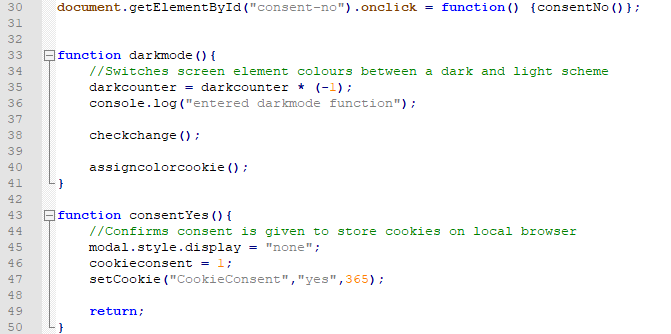 30 document.getElementById("consent-no").onclick = function() {consentNo()};
31
32
33 function darkmode(){
34 //Switches screen element colours between a dark and light scheme
35 darkcounter = darkcounter * (-1);
36 console.log("entered darkmode function");
37
38 checkchange();
39
40 assigncolorcookie();
41 }
42
43 function consentYes(){
44 //Confirms consent is given to store cookies on local browser
45 modal.style.display = "none";
46 cookieconsent = 1;
47 setCookie("CookieConsent","yes",365);
48
49 return;
50 }